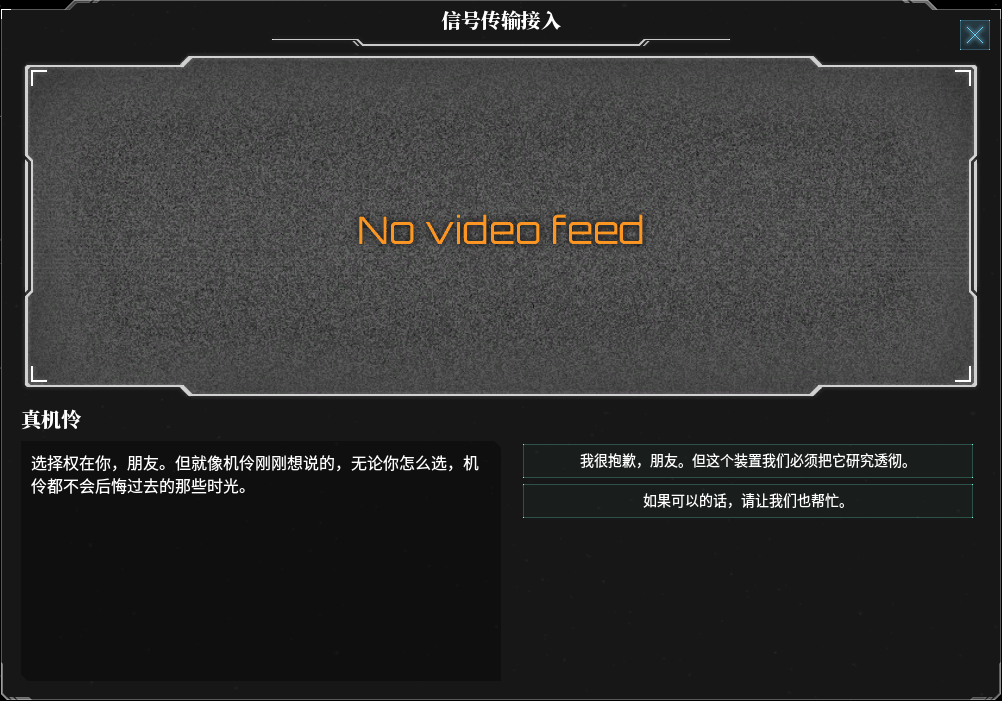 信号传输接入
No video feed
真机伶
选择权在你，朋友。但就像机伶刚刚想说的，无论你怎么选，机
伶都不会后悔过去的那些时光。
我很抱歉，朋友。但这个装置我们必须把它研究透彻。
如果可以的话，请让我们也帮忙。